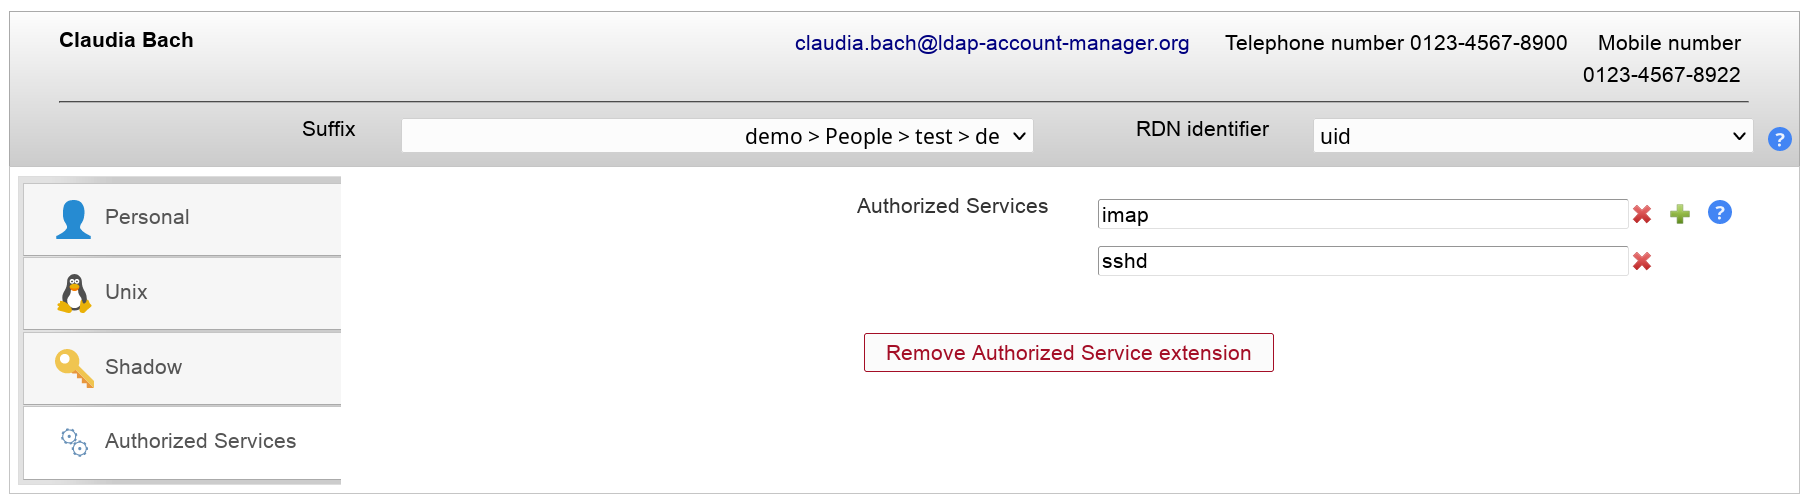 Claudia Bach
claudia.bach@ldap-account-manager.org Telephone number 0123-4567-8900 Mobile number
0123-4567-8922
Suffix demo > People > test > de RDN identifier uid ?
Personal
Unix
Shadow
Authorized Services
Authorized Services imap ?
sshd
Remove Authorized Service extension